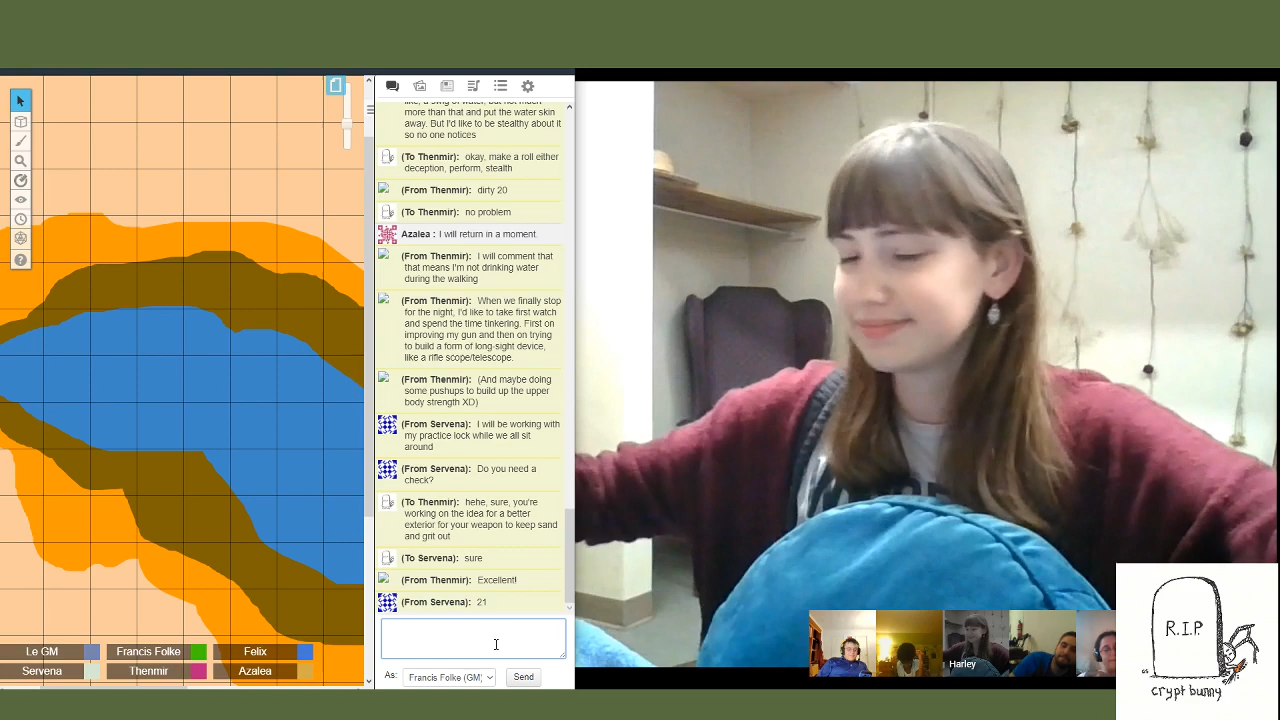 like, a swig of water, but not much
more than that and put the water skin
away. But I'd like to be stealthy about it
so no one notices
(To Thenmir): okay, make a roll either
deception, perform, stealth
(From Thenmir): dirty 20
(To Thenmir): no problem
Azalea : I will return in a moment.
(From Thenmir): I will comment that
that means I'm not drinking water
during the walking
(From Thenmir): When we finally stop
for the night, I'd like to take first watch
and spend the time tinkering. First on
improving my gun and then on trying
to build a form of long-sight device,
like a rifle scope/telescope.
(From Thenmir): (And maybe doing
some pushups to build up the upper
body strength XD)
(From Servena): I will be working with
my practice lock while we all sit
around
(From Servena): Do you need a
check?
(To Thenmir): hehe, sure, you're
working on the idea for a better
exterior for your weapon to keep sand
and grit out
(To Servena): sure
(From Thenmir): Excellent!
(From Servena): 21
As: Francis Folke (GM) Send
Le GM Francis Folke Felix
Servena Thenmir Azalea
Harley
R.I.P.
crypt bunny